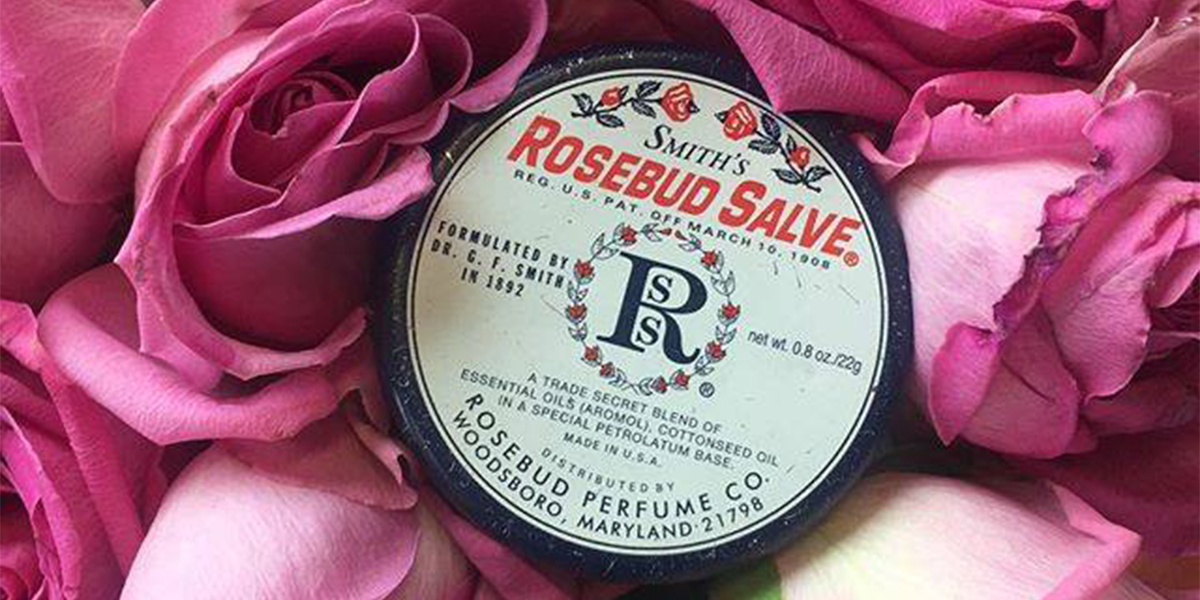 SMITH'S
ROSEBUD SALVE®
REG. U.S. PAT. OFF MARCH 10, 1908
FORMULATED BY
DR. G. F. SMITH
IN 1892
RSS
®
net wt. 0.8 oz./22g
A TRADE SECRET BLEND OF
ESSENTIAL OILS (AROMOL), COTTONSEED OIL
IN A SPECIAL PETROLATUM BASE.
MADE IN U.S.A.
DISTRIBUTED BY
ROSEBUD PERFUME CO.
WOODSBORO, MARYLAND·21798